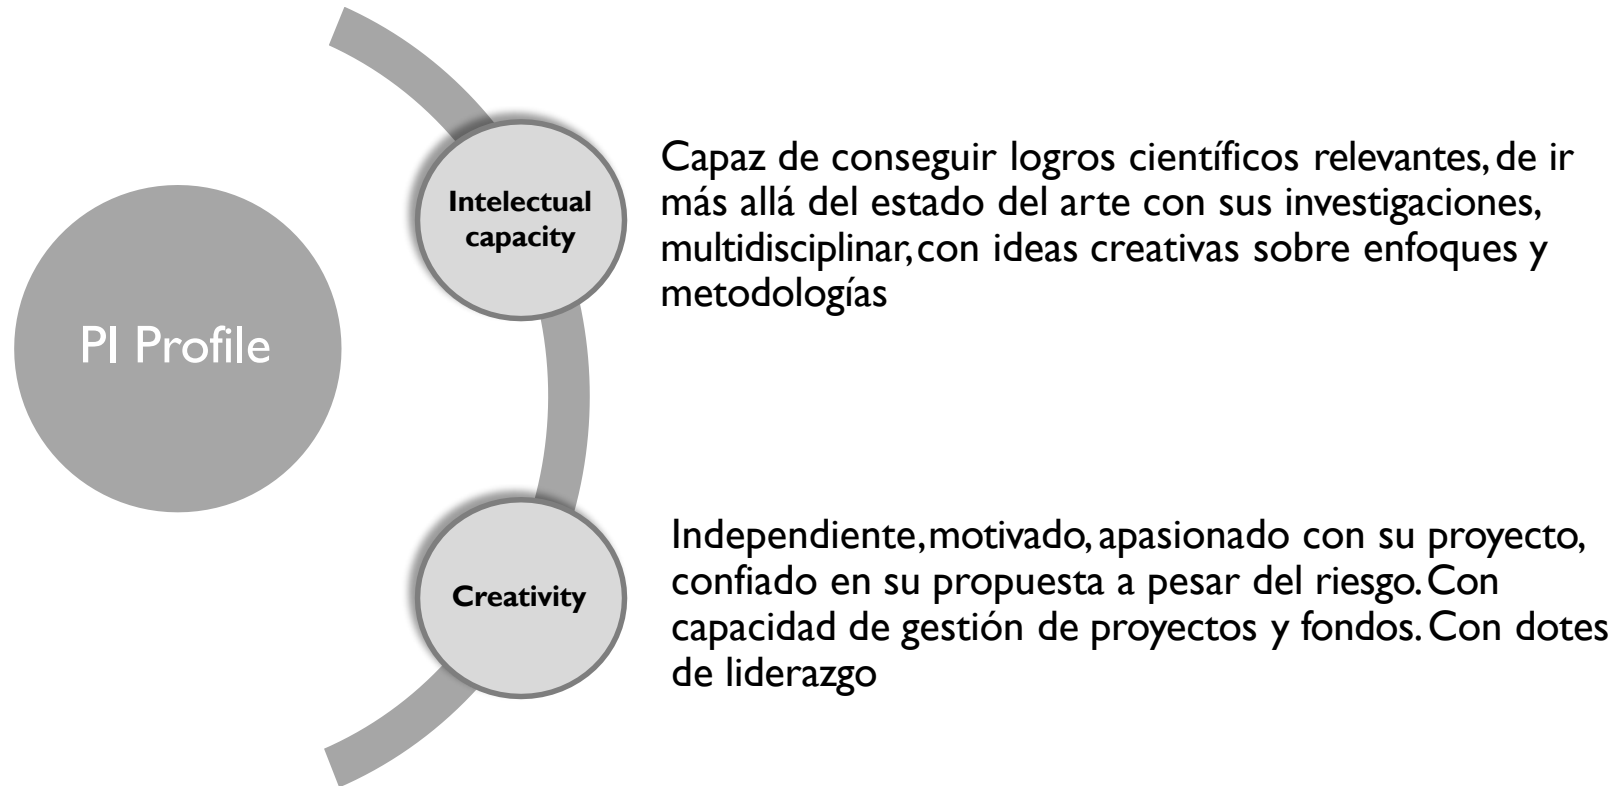 PI Profile
Intelectual
capacity
Capaz de conseguir logros científicos relevantes, de ir
más allá del estado del arte con sus investigaciones,
multidisciplinar, con ideas creativas sobre enfoques y
metodologías
Creativity
Independiente, motivado, apasionado con su proyecto,
confiado en su propuesta a pesar del riesgo. Con
capacidad de gestión de proyectos y fondos. Con dotes
de liderazgo